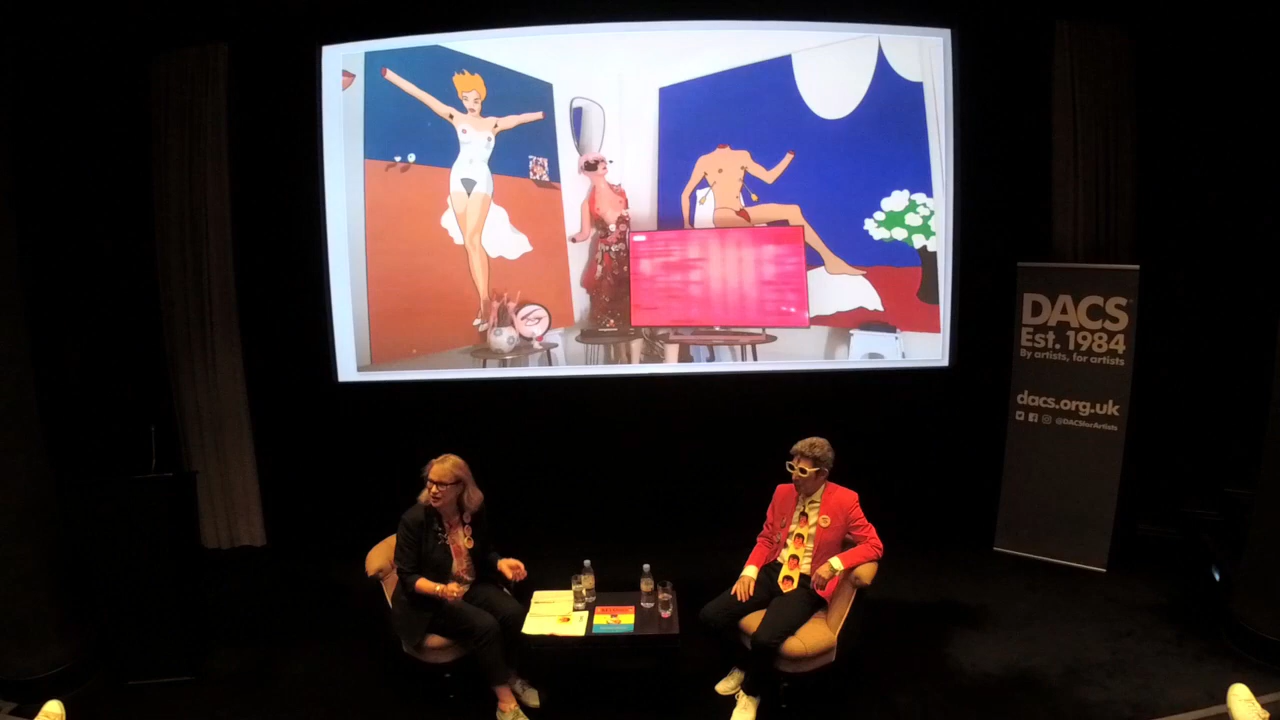 DACS
Est. 1984
By artists, for artists
dacs.org.uk
@DACSforArtists